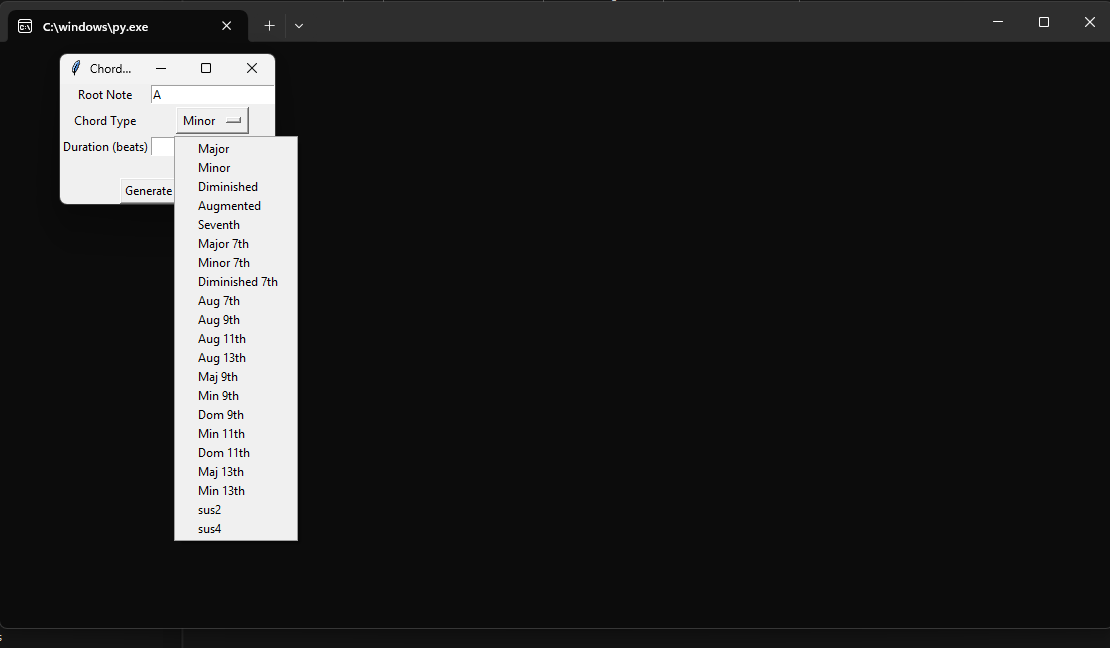 C:\windows\py.exe
Chord...
Root Note A
Chord Type Minor
Duration (beats)
Generate
Major
Minor
Diminished
Augmented
Seventh
Major 7th
Minor 7th
Diminished 7th
Aug 7th
Aug 9th
Aug 11th
Aug 13th
Maj 9th
Min 9th
Dom 9th
Min 11th
Dom 11th
Maj 13th
Min 13th
sus2
sus4